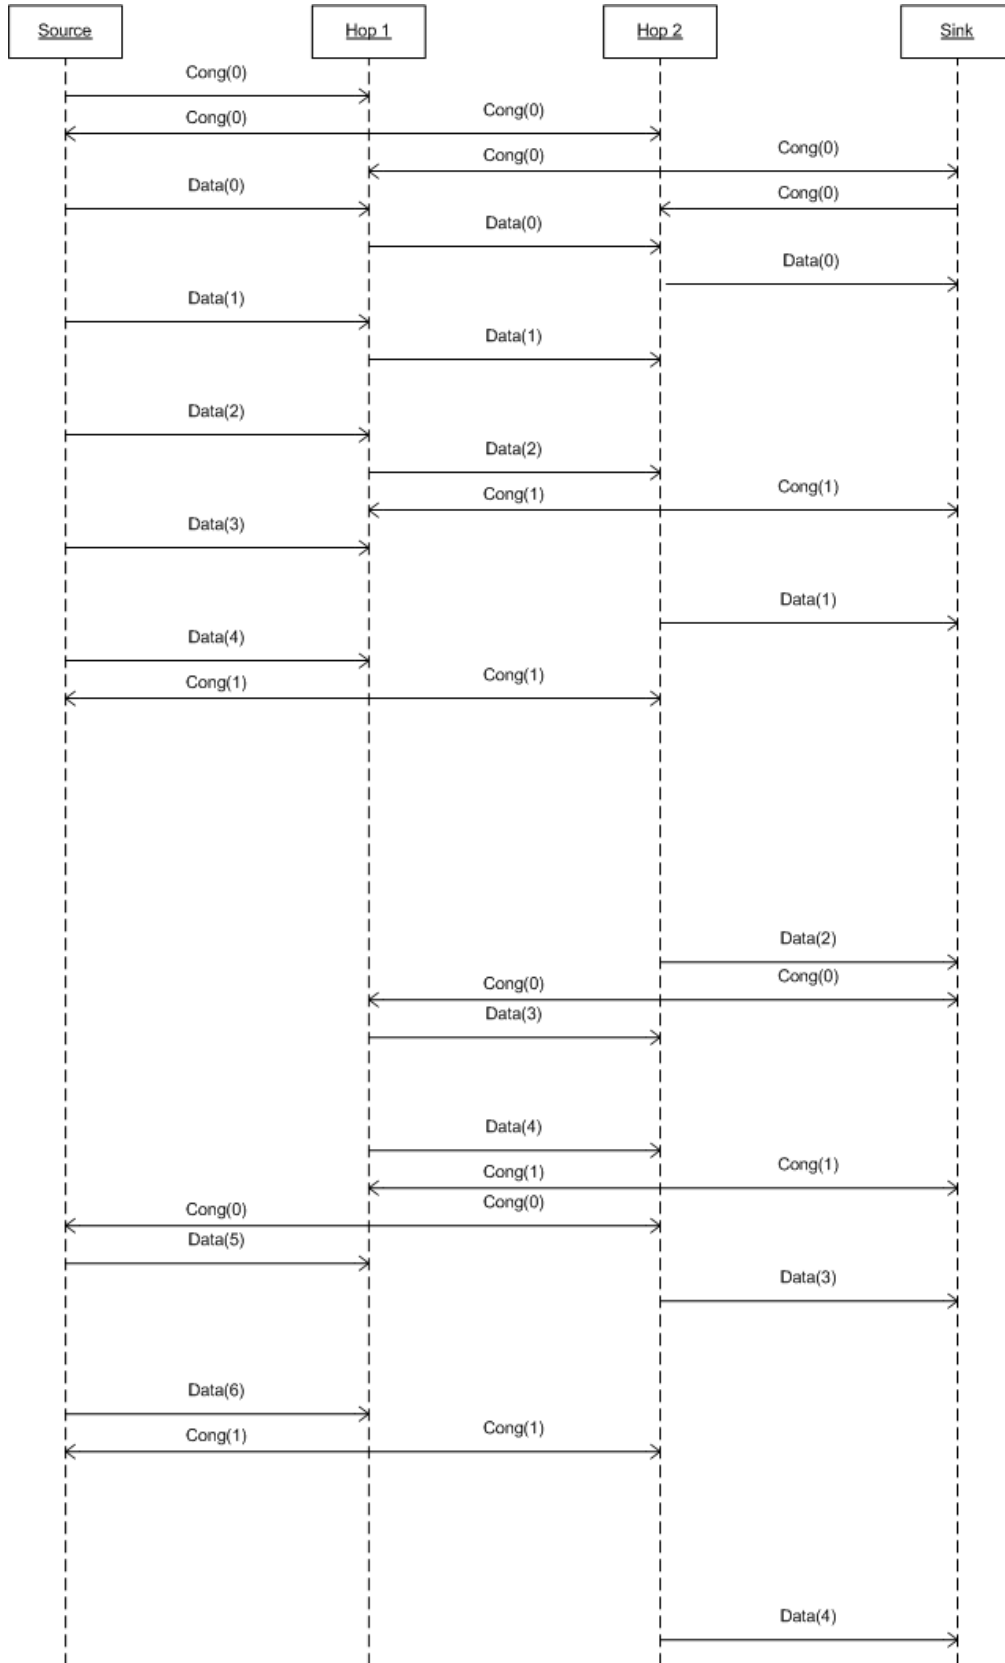 Source
Hop 1
Hop 2
Sink
Cong(0)
Cong(0)
Cong(0)
Cong(0)
Cong(0)
Data(0)
Cong(0)
Data(0)
Data(0)
Data(1)
Data(1)
Data(2)
Data(2)
Cong(1)
Cong(1)
Data(3)
Data(1)
Data(4)
Cong(1)
Cong(1)
Data(2)
Cong(0)
Cong(0)
Data(3)
Data(4)
Cong(1)
Cong(1)
Cong(0)
Cong(0)
Data(5)
Data(3)
Data(6)
Cong(1)
Cong(1)
Data(4)